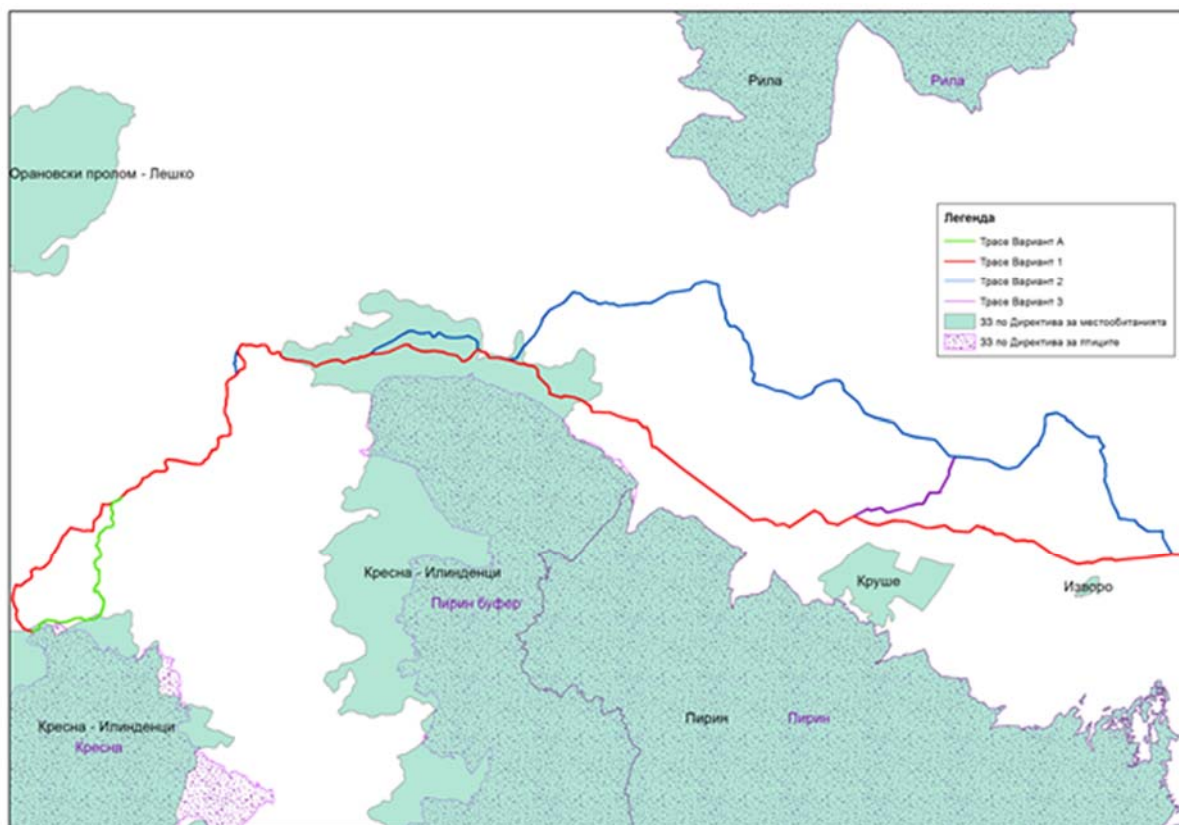 Рила
Рила
Орановски пролом - Лешко
Легенда
Трасе Вариант А
Трасе Вариант 1
Трасе Вариант 2
Трасе Вариант 3
ЗЗ по Директива за местообитанията
ЗЗ по Директива за птиците
Кресна - Илинденци
Пирин буфер
Круше
Изворо
Кресна - Илинденци
Кресна
Пирин
Пирин